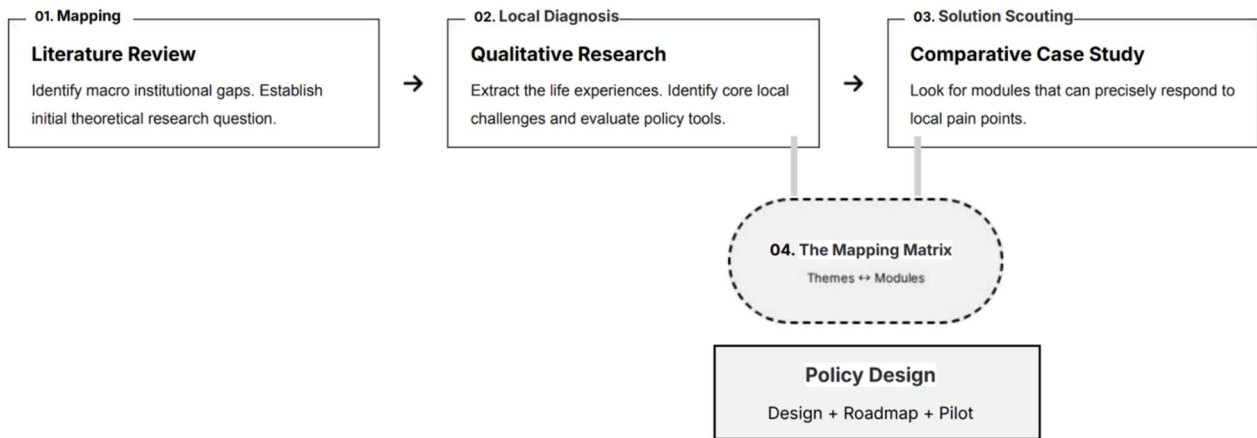 01. Mapping
Literature Review
Identify macro institutional gaps. Establish
initial theoretical research question.
02. Local Diagnosis
Qualitative Research
Extract the life experiences. Identify core local
challenges and evaluate policy tools.
03. Solution Scouting
Comparative Case Study
Look for modules that can precisely respond to
local pain points.
04. The Mapping Matrix
Themes ↔ Modules
Policy Design
Design + Roadmap + Pilot